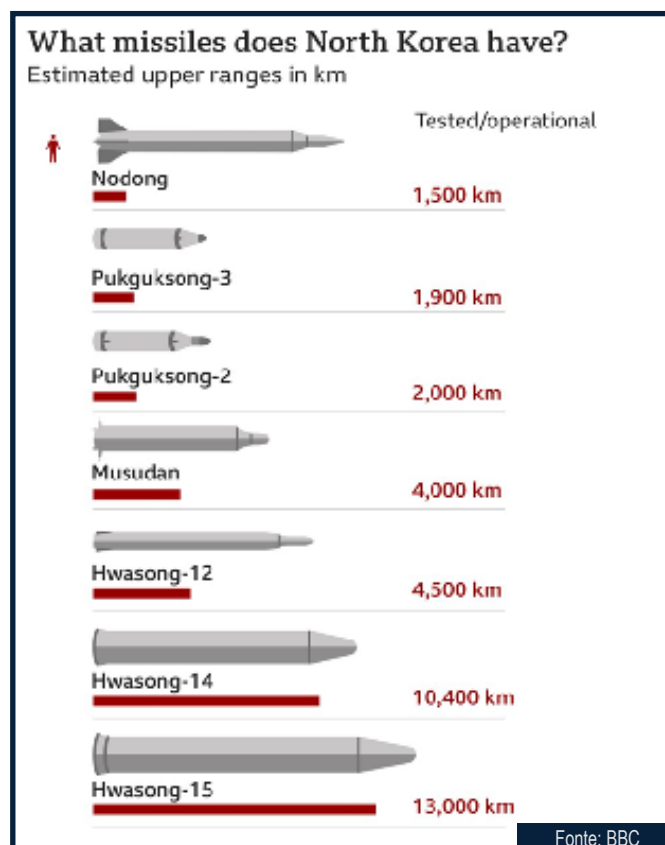 What missiles does North Korea have?
Estimated upper ranges in km
Tested/operational
Nodong
1,500 km
Pukguksong-3
1,900 km
Pukguksong-2
2,000 km
Musudan
4,000 km
Hwasong-12
4,500 km
Hwasong-14
10,400 km
Hwasong-15
13,000 km
Fonte: BBC